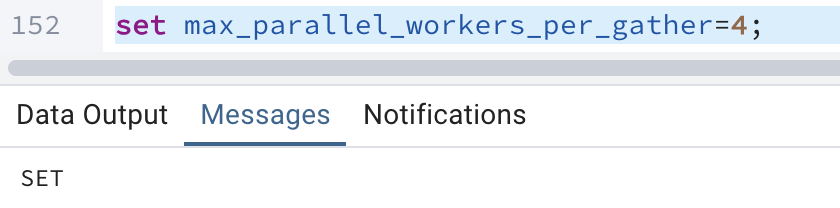 152 set max_parallel_workers_per_gather=4;
Data Output Messages Notifications
SET